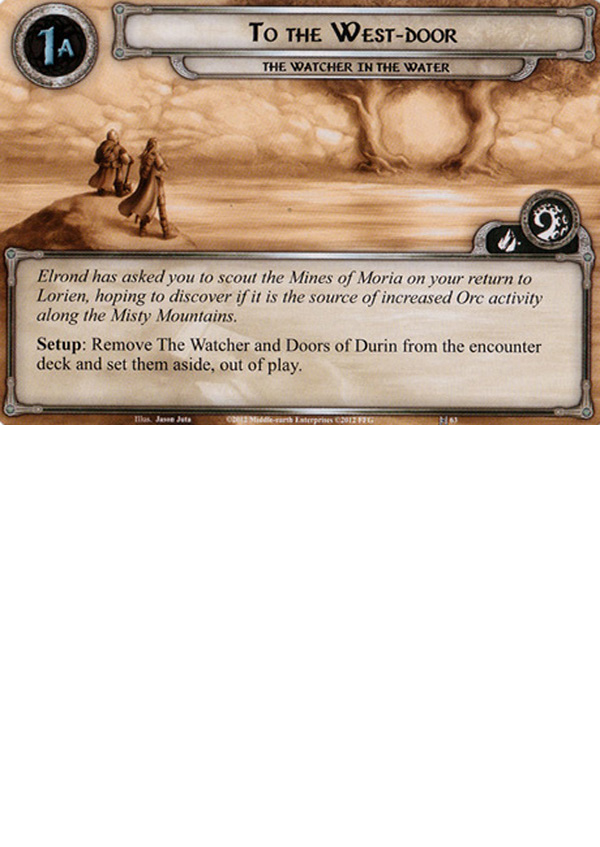 1A
To the West-door
The Watcher in the Water
Elrond has asked you to scout the Mines of Moria on your return to
Lorien, hoping to discover if it is the source of increased Orc activity
along the Misty Mountains.
Setup: Remove The Watcher and Doors of Durin from the encounter
deck and set them aside, out of play.
Illus. Jason Juta ©2012 Middle-earth Enterprises ©2012 FFG 63